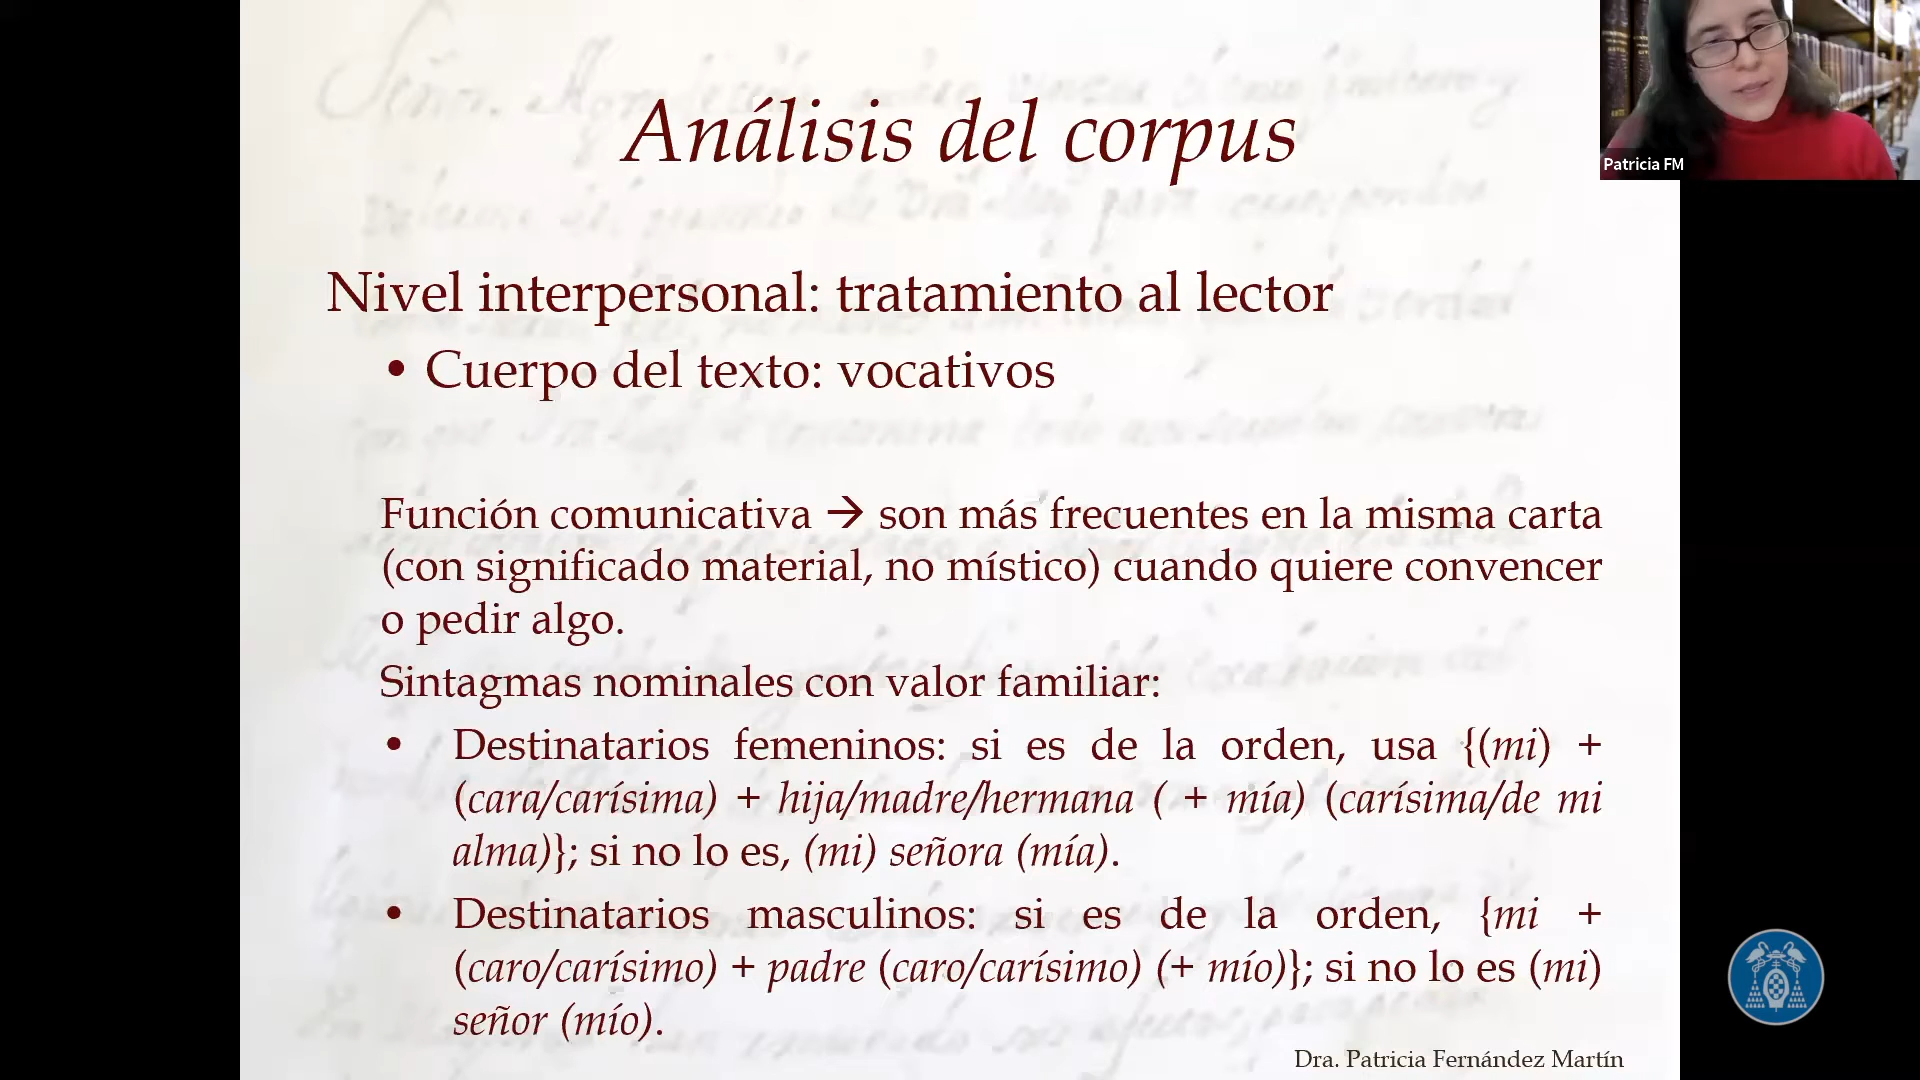 Análisis del corpus
Patricia FM
Nivel interpersonal: tratamiento al lector
• Cuerpo del texto: vocativos
Función comunicativa → son más frecuentes en la misma carta
(con significado material, no místico) cuando quiere convencer
o pedir algo.
Sintagmas nominales con valor familiar:
• Destinatarios femeninos: si es de la orden, usa {(mi) +
(cara/carísima) + hija/madre/hermana ( + mía) (carísima/de mi
alma)}; si no lo es, (mi) señora (mía).
• Destinatarios masculinos: si es de la orden, {mi +
(caro/carísimo) + padre (caro/carísimo) (+ mío)}; si no lo es (mi)
señor (mío).
Dra. Patricia Fernández Martín